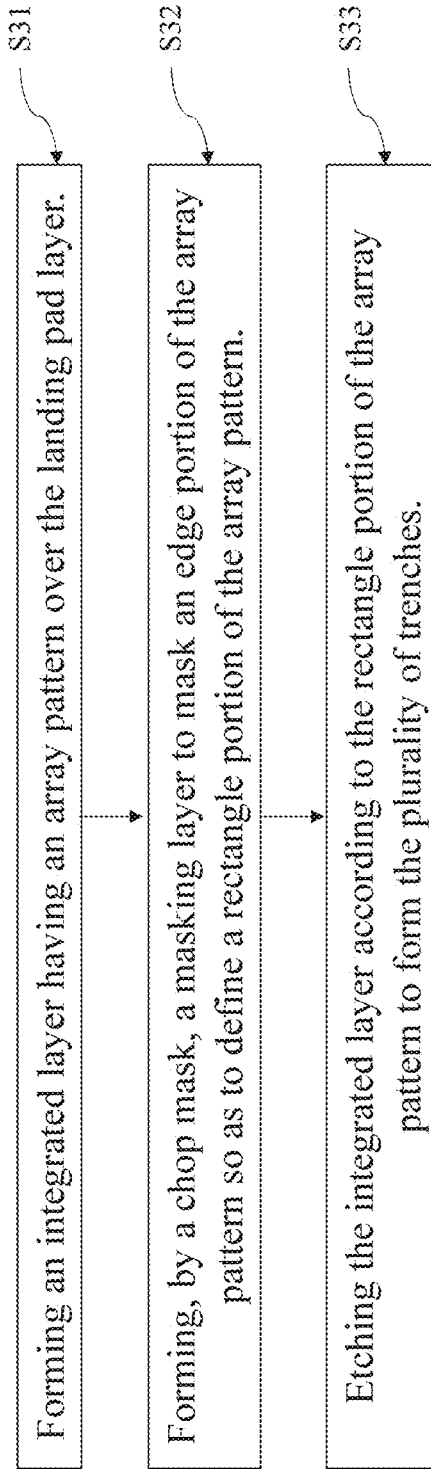 Forming an integrated layer having an array pattern over the landing pad layer.
S31
Forming, by a chop mask, a masking layer to mask an edge portion of the array
pattern so as to define a rectangle portion of the array pattern.
S32
Etching the integrated layer according to the rectangle portion of the array
pattern to form the plurality of trenches.
S33